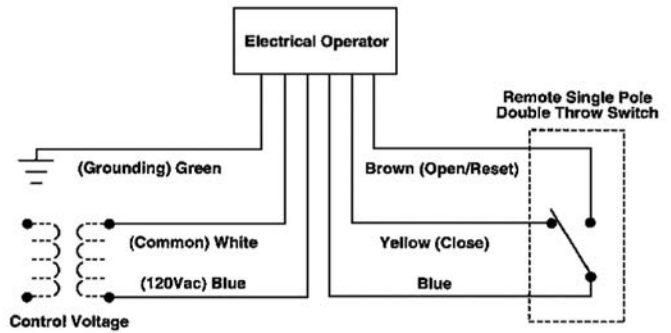 Electrical Operator
Remote Single Pole
Double Throw Switch
(Grounding) Green
Brown (Open/Reset)
(Common) White
Yellow (Close)
(120Vac) Blue
Blue
Control Voltage